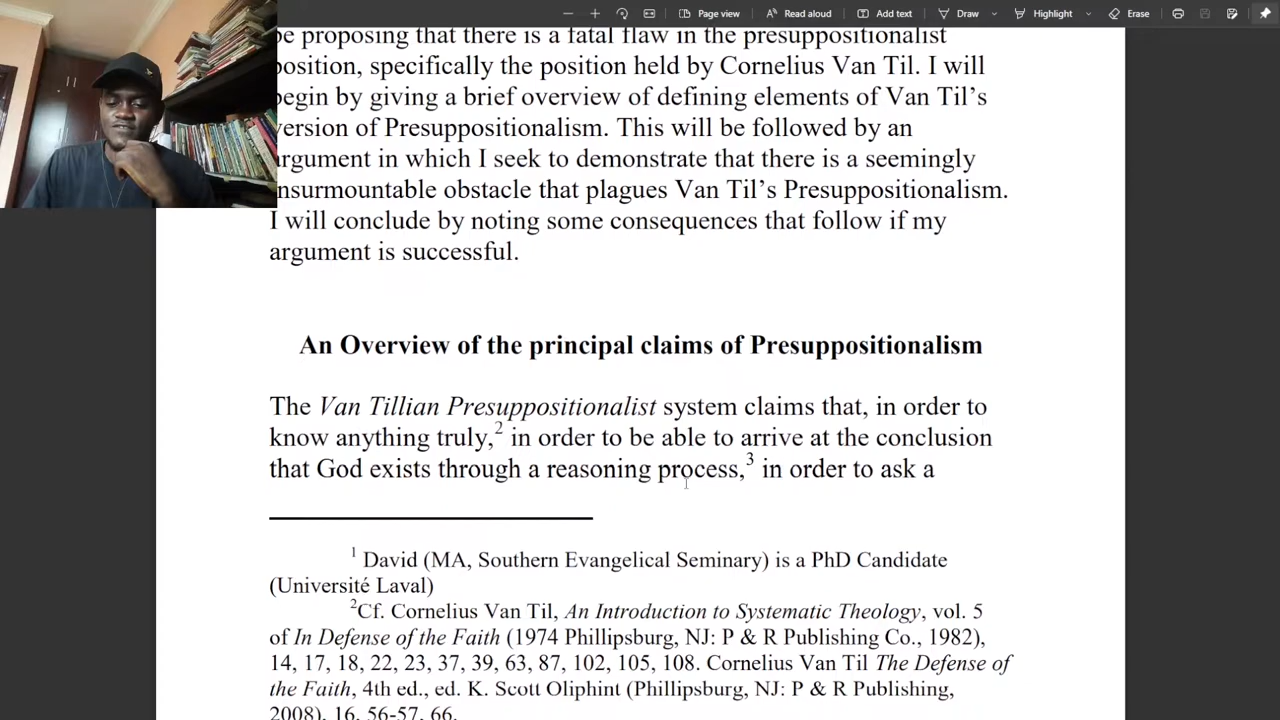 Page view
Read aloud
Add text
Draw
Highlight
Erase
be proposing that there is a fatal flaw in the presuppositionalist
position, specifically the position held by Cornelius Van Til. I will
begin by giving a brief overview of defining elements of Van Til’s
version of Presuppositionalism. This will be followed by an
argument in which I seek to demonstrate that there is a seemingly
insurmountable obstacle that plagues Van Til’s Presuppositionalism.
I will conclude by noting some consequences that follow if my
argument is successful.
An Overview of the principal claims of Presuppositionalism
The Van Tillian Presuppositionalist system claims that, in order to
know anything truly,2 in order to be able to arrive at the conclusion
that God exists through a reasoning process,3 in order to ask a
1 David (MA, Southern Evangelical Seminary) is a PhD Candidate
(Université Laval)
2Cf. Cornelius Van Til, An Introduction to Systematic Theology, vol. 5
of In Defense of the Faith (1974 Phillipsburg, NJ: P & R Publishing Co., 1982),
14, 17, 18, 22, 23, 37, 39, 63, 87, 102, 105, 108. Cornelius Van Til The Defense of
the Faith, 4th ed., ed. K. Scott Oliphint (Phillipsburg, NJ: P & R Publishing,
2008), 16, 56-57, 66.